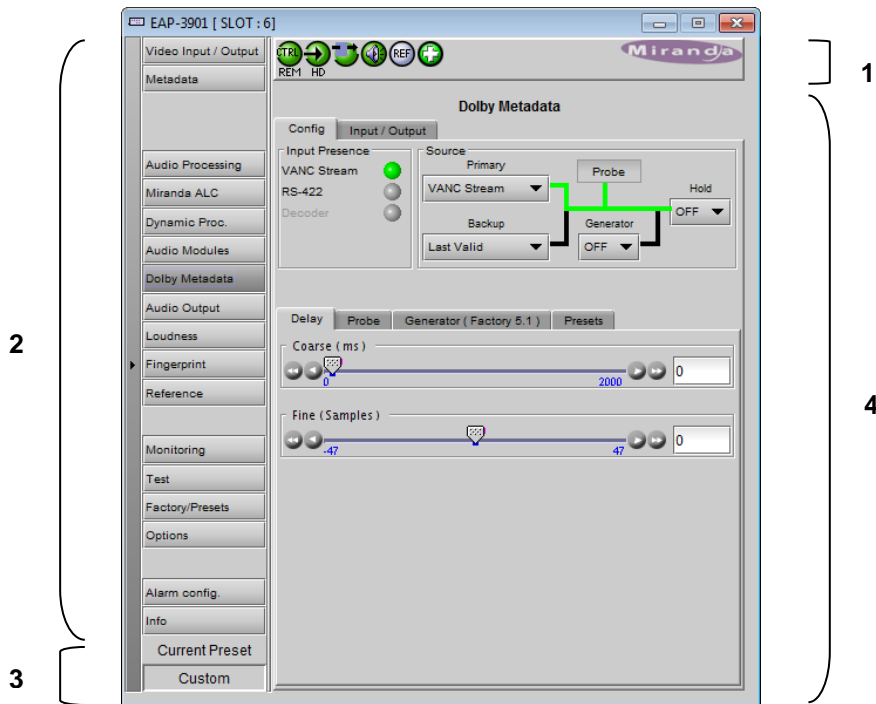 EAP-3901 [ SLOT : 6]
Video Input / Output
Metadata
Audio Processing
Miranda ALC
Dynamic Proc.
Audio Modules
Dolby Metadata
Audio Output
Loudness
Fingerprint
Reference
Monitoring
Test
Factory/Presets
Options
Alarm config.
Info
Current Preset
Custom
CTRL REF
REM HD
Miranda
Dolby Metadata
Config Input / Output
Input Presence
VANC Stream
RS-422
Decoder
Source
Primary
VANC Stream
Probe
Hold
OFF
Backup
Last Valid
Generator
OFF
Delay Probe Generator ( Factory 5.1 ) Presets
Coarse ( ms )
0 2000 0
Fine (Samples )
-47 47 0
1
2
3
4